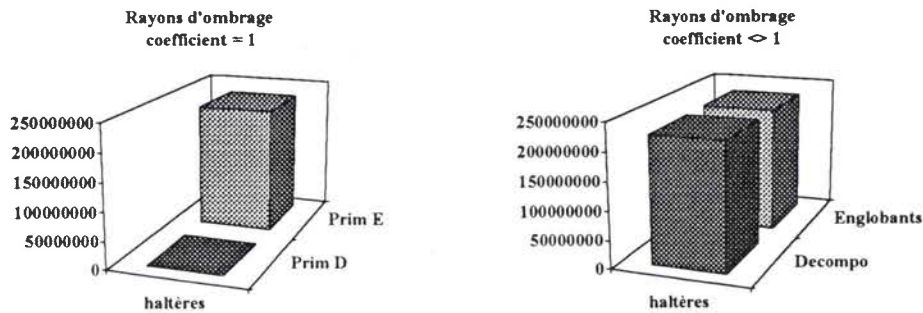 Rayons d'ombrage
coefficient = 1
250000000
200000000
150000000
100000000
50000000
0
Prim E
Prim D
haltères
Rayons d'ombrage
coefficient <> 1
250000000
200000000
150000000
100000000
50000000
0
Englobants
Decompo
haltères